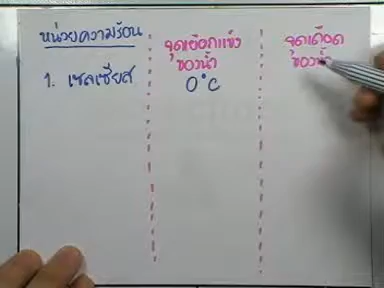 หน่วยความร้อน
จุดเยือกแข็ง
ของน้ำ
จุดเดือด
ของน้ำ
1. เซลเซียส
0°C